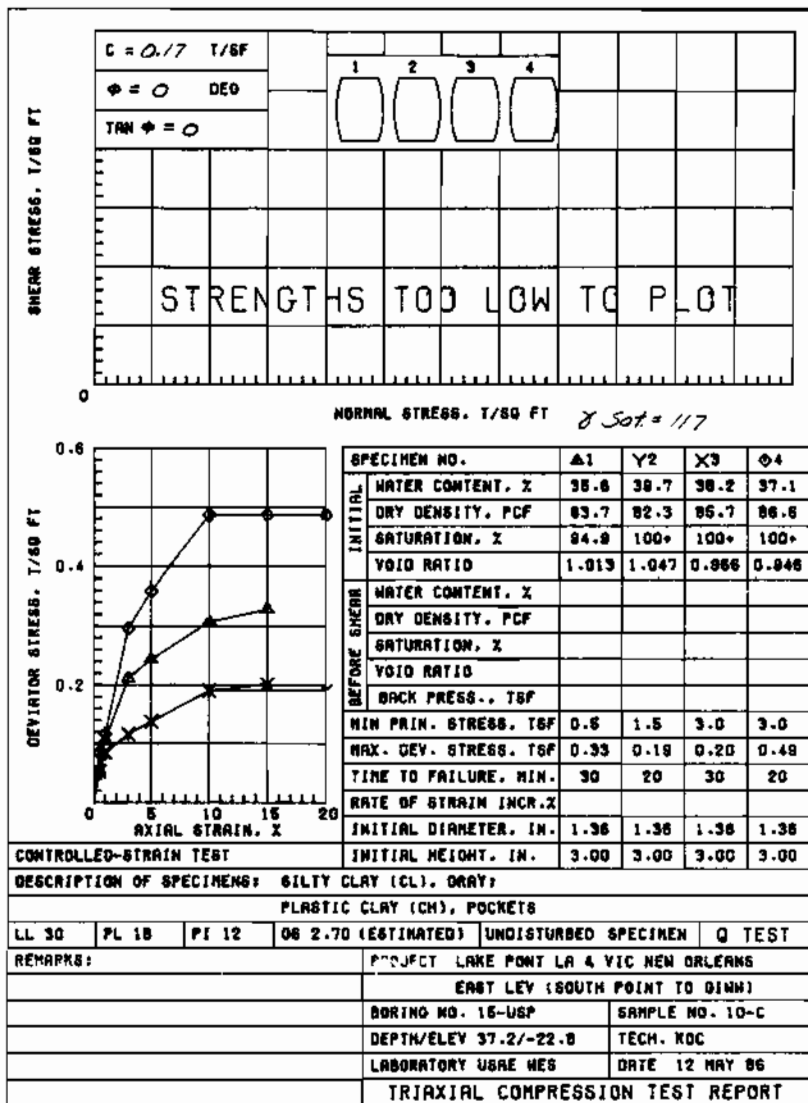 C = 0.17 T/SF
φ = 0 DEG
TAN φ = 0
1 2 3 4
SHEAR STRESS, T/SQ FT
STRENGTHS TOO LOW TO PLOT
0
NORMAL STRESS, T/SQ FT
γ Sat. = 117
0.6
0.4
0.2
DEVIATOR STRESS, T/SQ FT
0 5 10 15 20
AXIAL STRAIN, %
CONTROLLED-STRAIN TEST
SPECIMEN NO. 1 2 3 4
INITIAL
WATER CONTENT, % 35.6 38.7 38.2 37.1
DRY DENSITY, PCF 83.7 82.3 85.7 86.6
SATURATION, % 94.9 100+ 100+ 100+
VOID RATIO 1.013 1.047 0.966 0.946
BEFORE SHEAR
WATER CONTENT, %
DRY DENSITY, PCF
SATURATION, %
VOID RATIO
BACK PRESS., TSF
MIN PRIN. STRESS, TSF 0.5 1.5 3.0 3.0
MAX. DEV. STRESS, TSF 0.33 0.19 0.20 0.49
TIME TO FAILURE, MIN. 30 20 30 20
RATE OF STRAIN INCR.%
INITIAL DIAMETER, IN. 1.36 1.36 1.36 1.36
INITIAL HEIGHT, IN. 3.00 3.00 3.00 3.00
DESCRIPTION OF SPECIMENS: SILTY CLAY (CL), GRAY;
PLASTIC CLAY (CH), POCKETS
LL 30 PL 18 PI 12 GS 2.70 (ESTIMATED) UNDISTURBED SPECIMEN Q TEST
REMARKS:
PROJECT LAKE PONT LA & VIC NEW ORLEANS
EAST LEV (SOUTH POINT TO GIWW)
BORING NO. 15-USP SAMPLE NO. 10-C
DEPTH/ELEV 37.2/-22.8 TECH. KDC
LABORATORY USAE WES DATE 12 MAY 86
TRIAXIAL COMPRESSION TEST REPORT